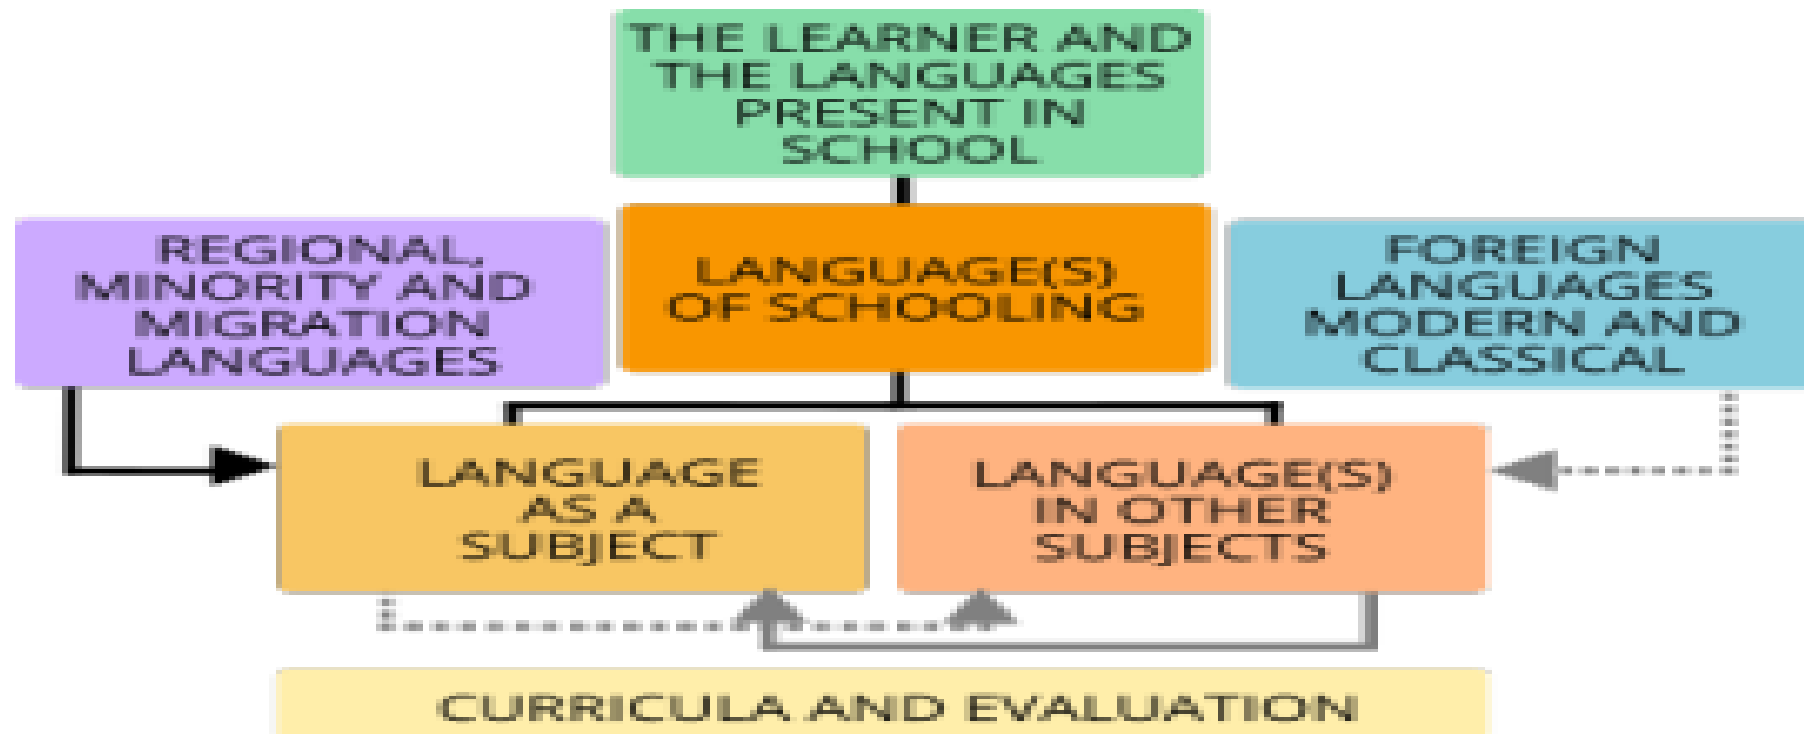 THE LEARNER AND
THE LANGUAGES
PRESENT IN
SCHOOL
REGIONAL,
MINORITY AND
MIGRATION
LANGUAGES
LANGUAGE(S)
OF SCHOOLING
FOREIGN
LANGUAGES
MODERN AND
CLASSICAL
LANGUAGE
AS A
SUBJECT
LANGUAGE(S)
IN OTHER
SUBJECTS
CURRICULA AND EVALUATION